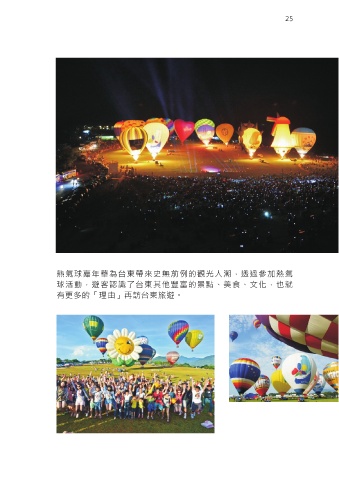 25
熱氣球嘉年華為台東帶來史無前例的觀光人潮，透過參加熱氣
球活動，遊客認識了台東其他豐富的景點、美食、文化，也就
有更多的「理由」再訪台東旅遊。